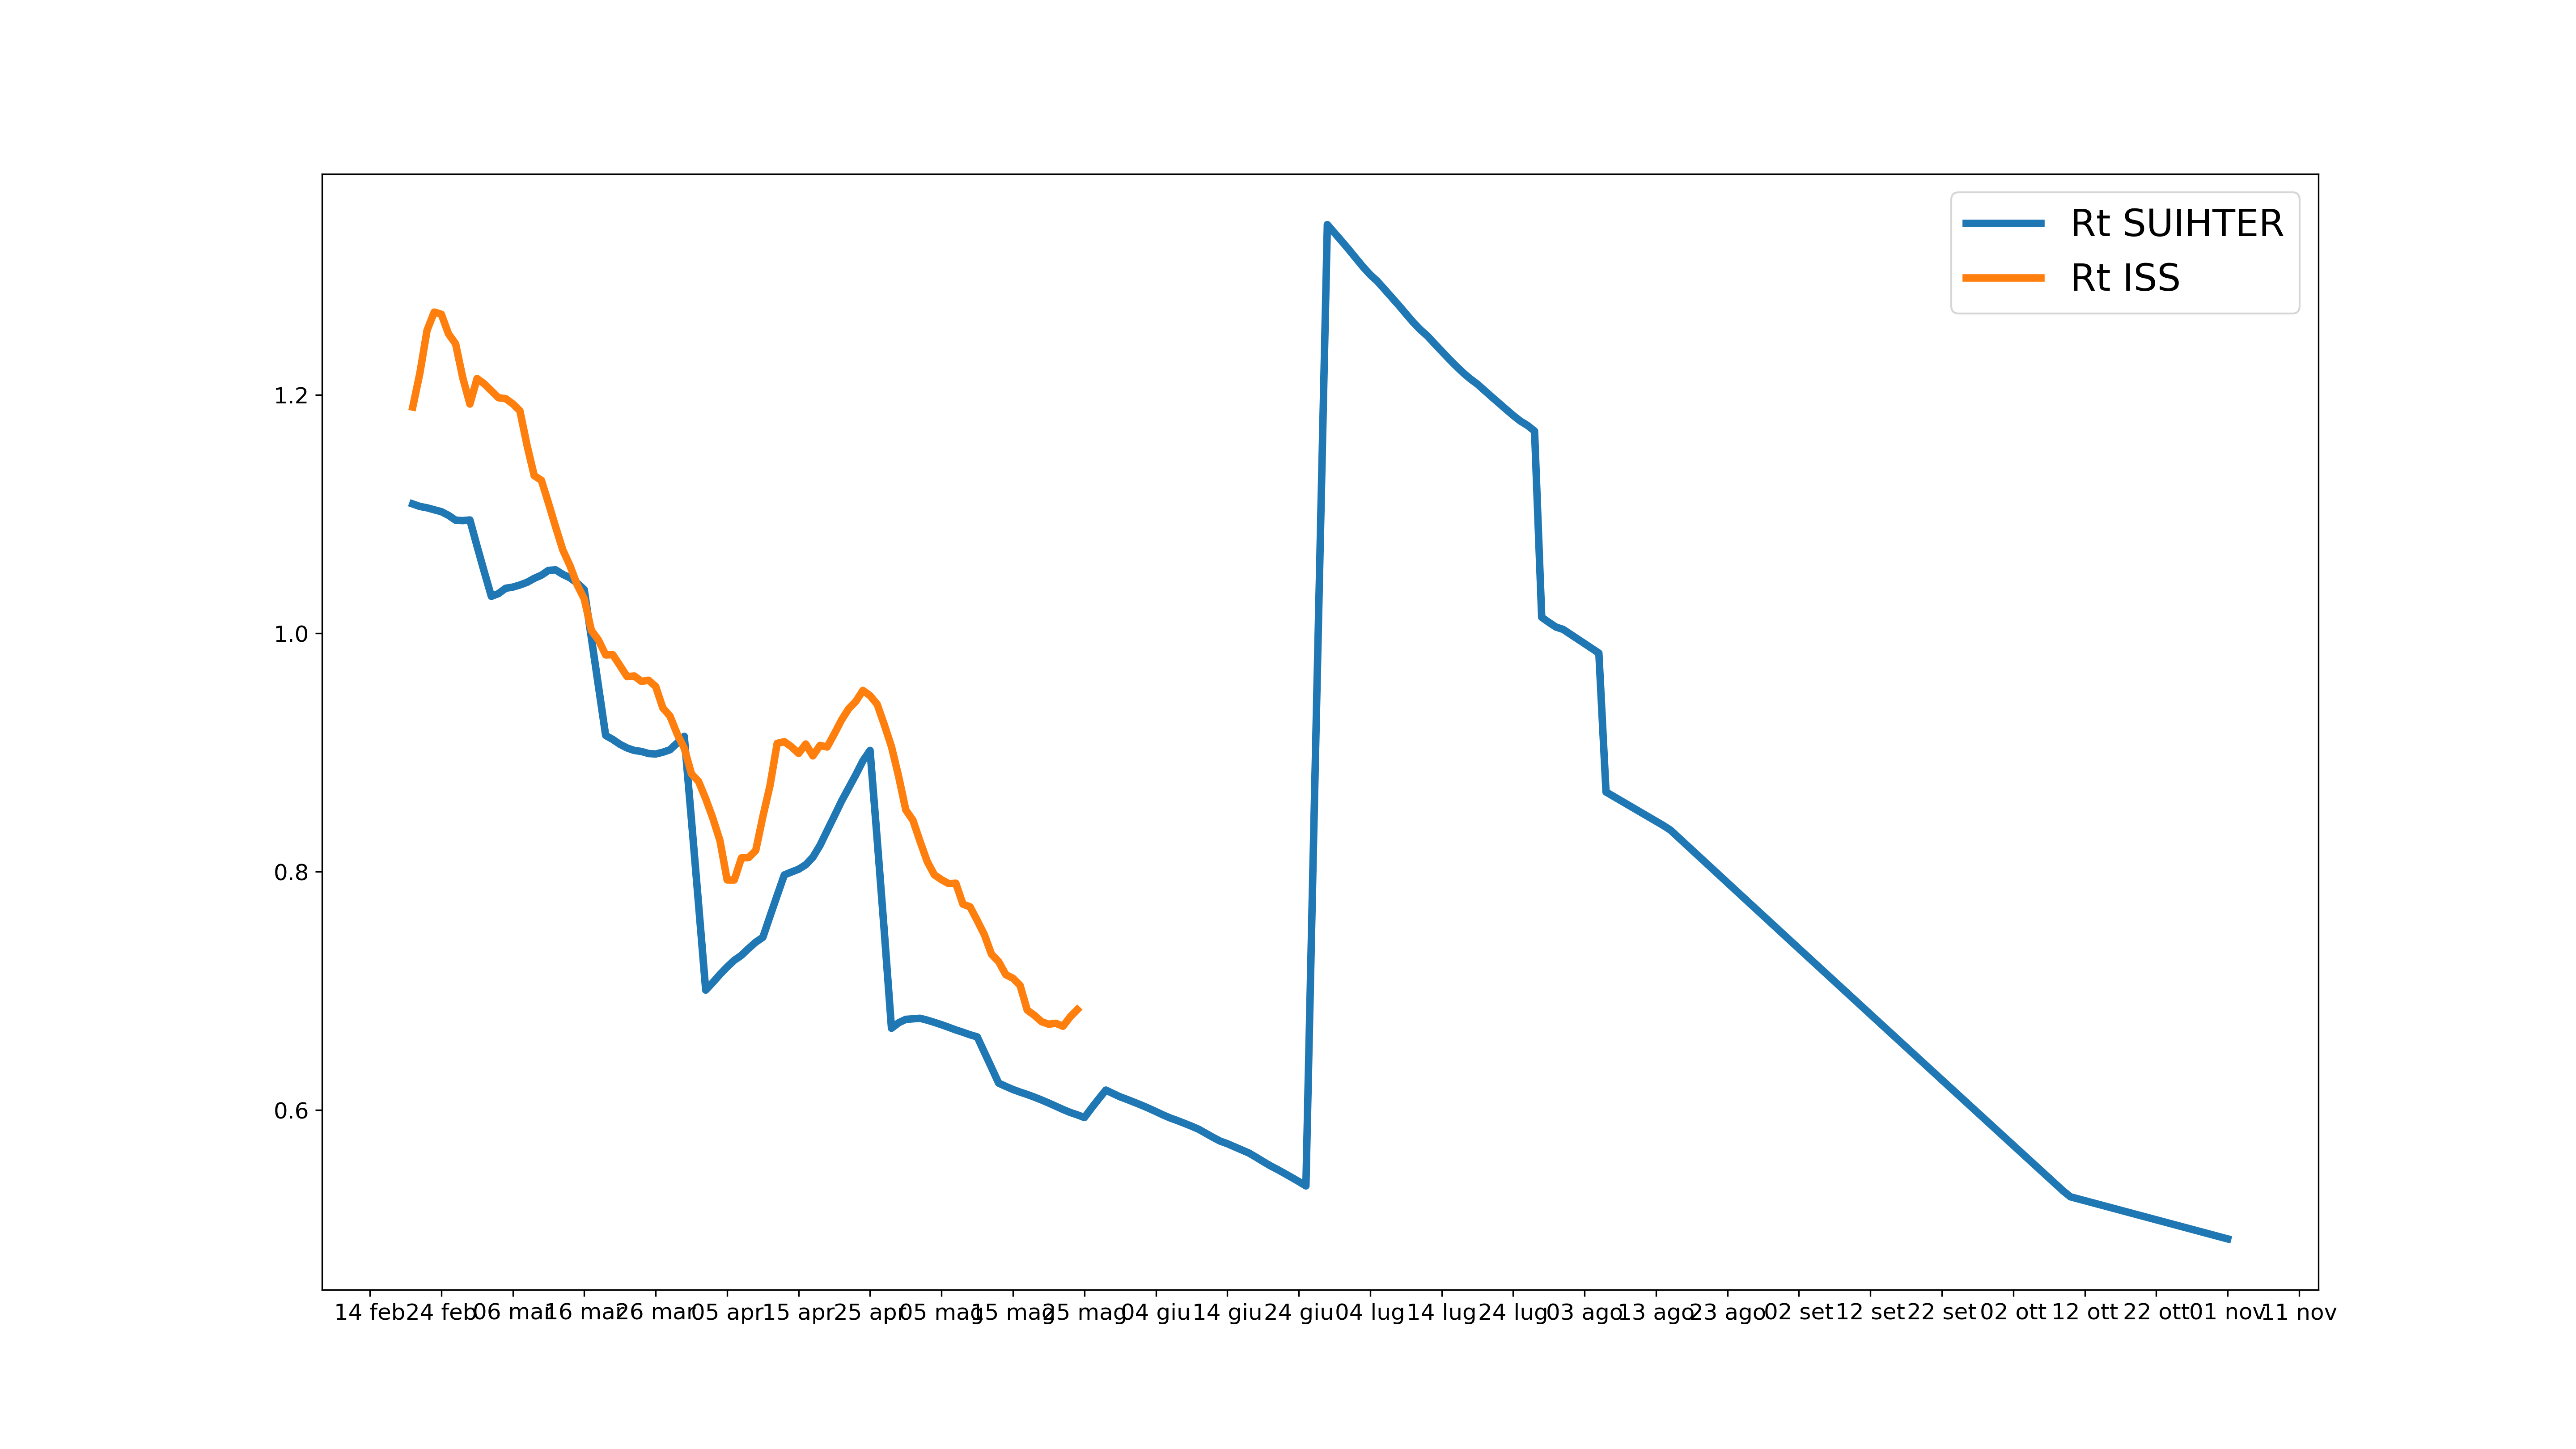 Rt SUIHTER
Rt ISS
1.2
1.0
0.8
0.6
14 feb 24 feb 06 mar 16 mar 26 mar 05 apr 15 apr 25 apr 05 mag 15 mag 25 mag 04 giu 14 giu 24 giu 04 lug 14 lug 24 lug 03 ago 13 ago 23 ago 02 set 12 set 22 set 02 ott 12 ott 22 ott 01 nov 11 nov